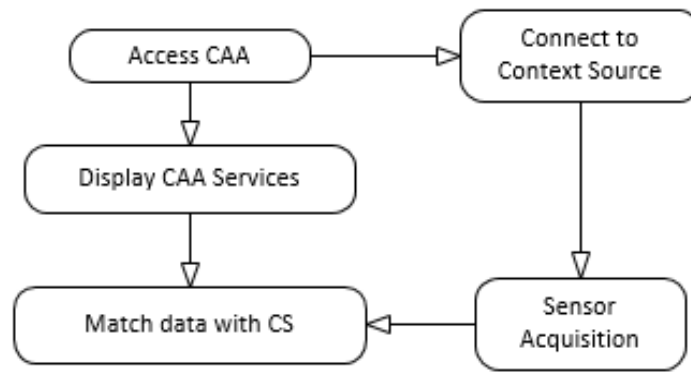 Access CAA
Connect to
Context Source
Display CAA Services
Match data with CS
Sensor
Acquisition